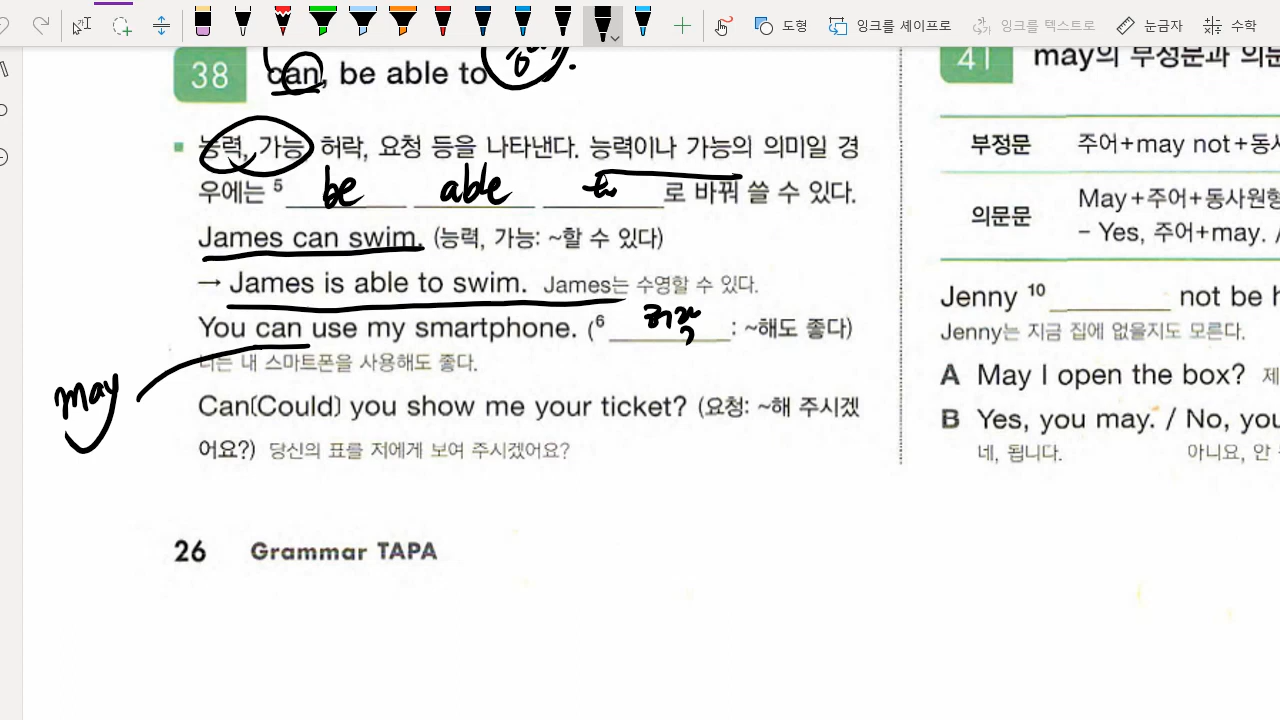 도형 잉크를 셰이프로 잉크를 텍스트로 눈금자 수학
38 can, be able to
능력, 가능, 허락, 요청 등을 나타낸다. 능력이나 가능의 의미일 경
우에는 5 be able to 로 바꿔 쓸 수 있다.
James can swim. (능력, 가능: ~할 수 있다)
→ James is able to swim. James는 수영할 수 있다.
You can use my smartphone. (6 허락 : ~해도 좋다)
너는 내 스마트폰을 사용해도 좋다.
may
Can(Could) you show me your ticket? (요청: ~해 주시겠
어요?) 당신의 표를 저에게 보여 주시겠어요?
26 Grammar TAPA
41 may의 부정문과 의문
부정문 주어+may not+동사
의문문 May+주어+동사원형
– Yes, 주어+may. /
Jenny 10 not be h
Jenny는 지금 집에 없을지도 모른다.
A May I open the box? 제
B Yes, you may. / No, you
네, 됩니다. 아니요, 안